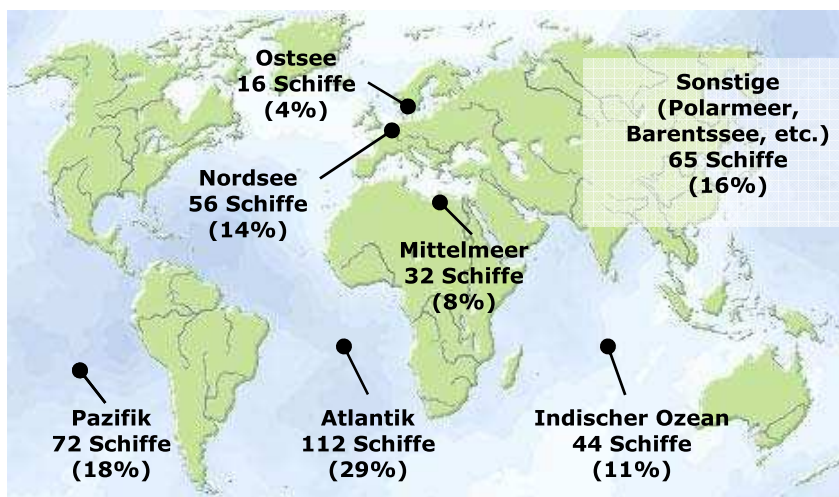 Ostsee
16 Schiffe
(4%)
Sonstige
(Polarmeer,
Barentssee, etc.)
65 Schiffe
(16%)
Nordsee
56 Schiffe
(14%)
Mittelmeer
32 Schiffe
(8%)
Pazifik
72 Schiffe
(18%)
Atlantik
112 Schiffe
(29%)
Indischer Ozean
44 Schiffe
(11%)